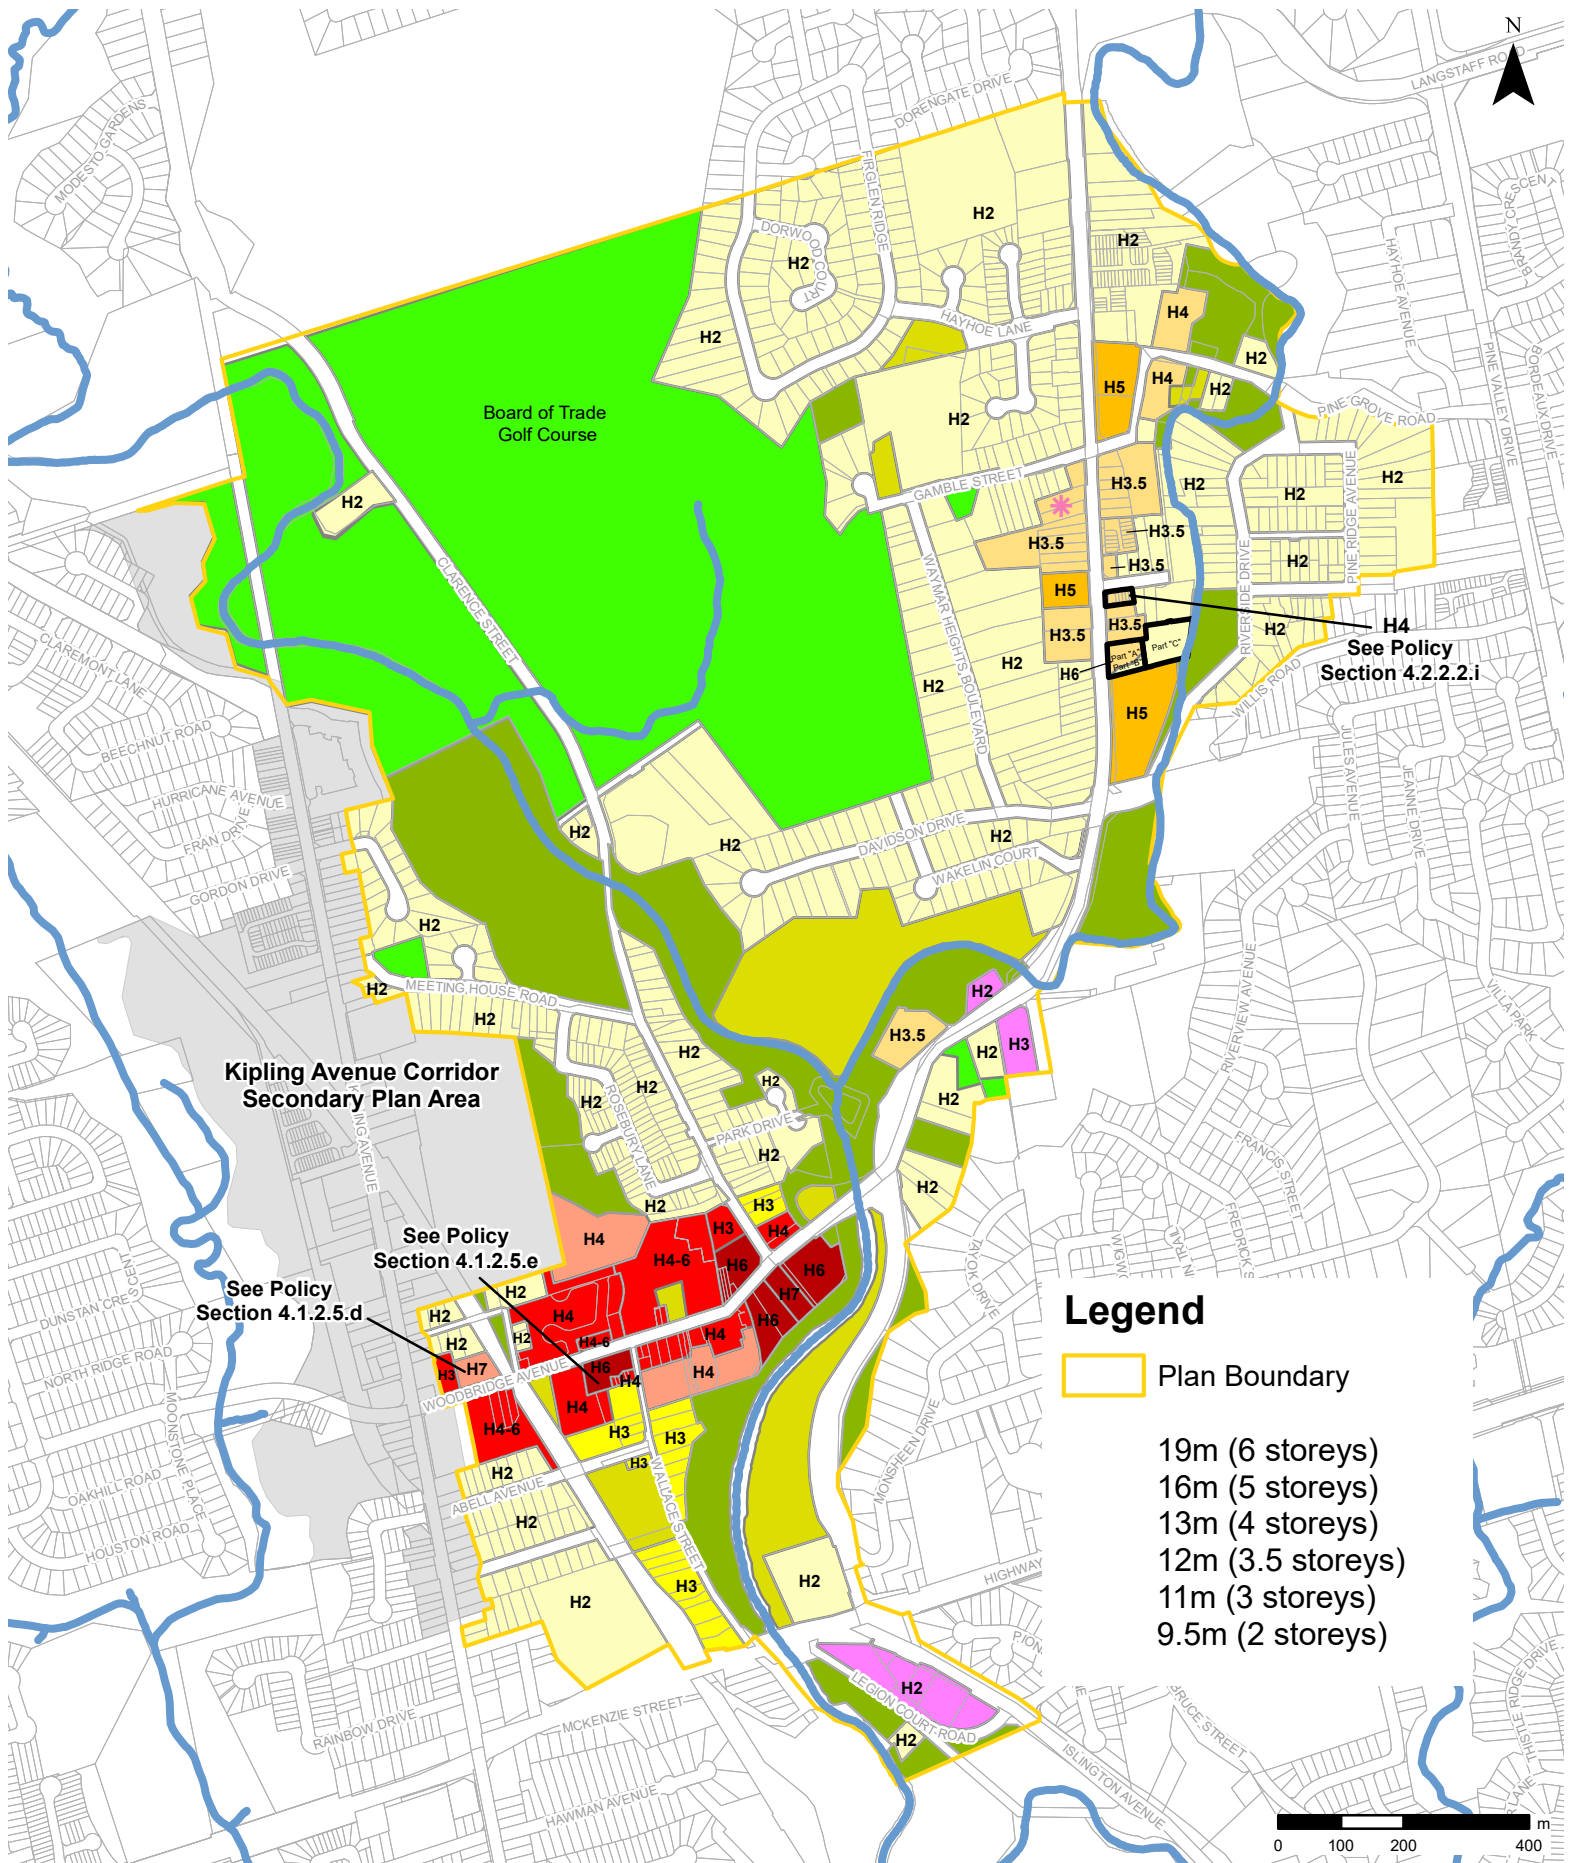 N
LANGSTAFF ROAD
DORENGATE DRIVE
MODESTO GARDENS
FIRGLEN RIDGE
BRANDY CRESCENT
HAYHOE AVENUE
H2
H2
DORWOOD COURT
H2
H4
HAYHOE LANE
H2
H2
PINE VALLEY DRIVE
BORDEAUX DRIVE
H5
H4
H2
Board of Trade
Golf Course
H2
PINE GROVE ROAD
H2
GAMBLE STREET
H3.5
H2
H2
H2
PINE RIDGE AVENUE
H3.5
H3.5
H3.5
H2
RIVERSIDE DRIVE
CLARENCE STREET
WAYMAR HEIGHTS BOULEVARD
H5
H3.5
H3.5
H2
H4
See Policy
Section 4.2.2.2.i
Part "A"
Part "B"
Part "C"
H6
H2
H2
CLAREMONT LANE
WILLIS ROAD
H5
BEECHNUT ROAD
JULES AVENUE
JEANNE DRIVE
HURRICANE AVENUE
FRAN DRIVE
H2
H2
DAVIDSON DRIVE
H2
WAKELIN COURT
GORDON DRIVE
H2
H2
MEETING HOUSE ROAD
H2
H2
RIVERVIEW AVENUE
VILLA PARK
H3.5
H2
H3
H2
Kipling Avenue Corridor
Secondary Plan Area
KIPLING AVENUE
H2
H2
H2
ROSEBURY LANE
H2
PARK DRIVE
H2
FRANCIS STREET
H2
H2
H3
H4
H3
H4-6
H4
H6
H6
H7
H6
TAYOK DRIVE
See Policy
Section 4.1.2.5.e
See Policy
Section 4.1.2.5.d
H2
H2
H4
H2
H2
H4-6
H4
H3
H7
H6
H4
H4
WOODBRIDGE AVENUE
DUNSTAN CRESCENT
NORTH RIDGE ROAD
MOONSTONE PLACE
H4
H4-6
H3
H3
H3
H2
ABELL AVENUE
WALLACE STREET
MONSHEEN DRIVE
OAKHILL ROAD
HOUSTON ROAD
H2
H2
H3
H2
HIGHWAY
H2
LEGION COURT ROAD
H2
RAINBOW DRIVE
MCKENZIE STREET
HAWMAN AVENUE
ISLINGTON AVENUE
BRUCE STREET
THISTLE RIDGE DRIVE
Legend
Plan Boundary
19m (6 storeys)
16m (5 storeys)
13m (4 storeys)
12m (3.5 storeys)
11m (3 storeys)
9.5m (2 storeys)
m
0 100 200 400